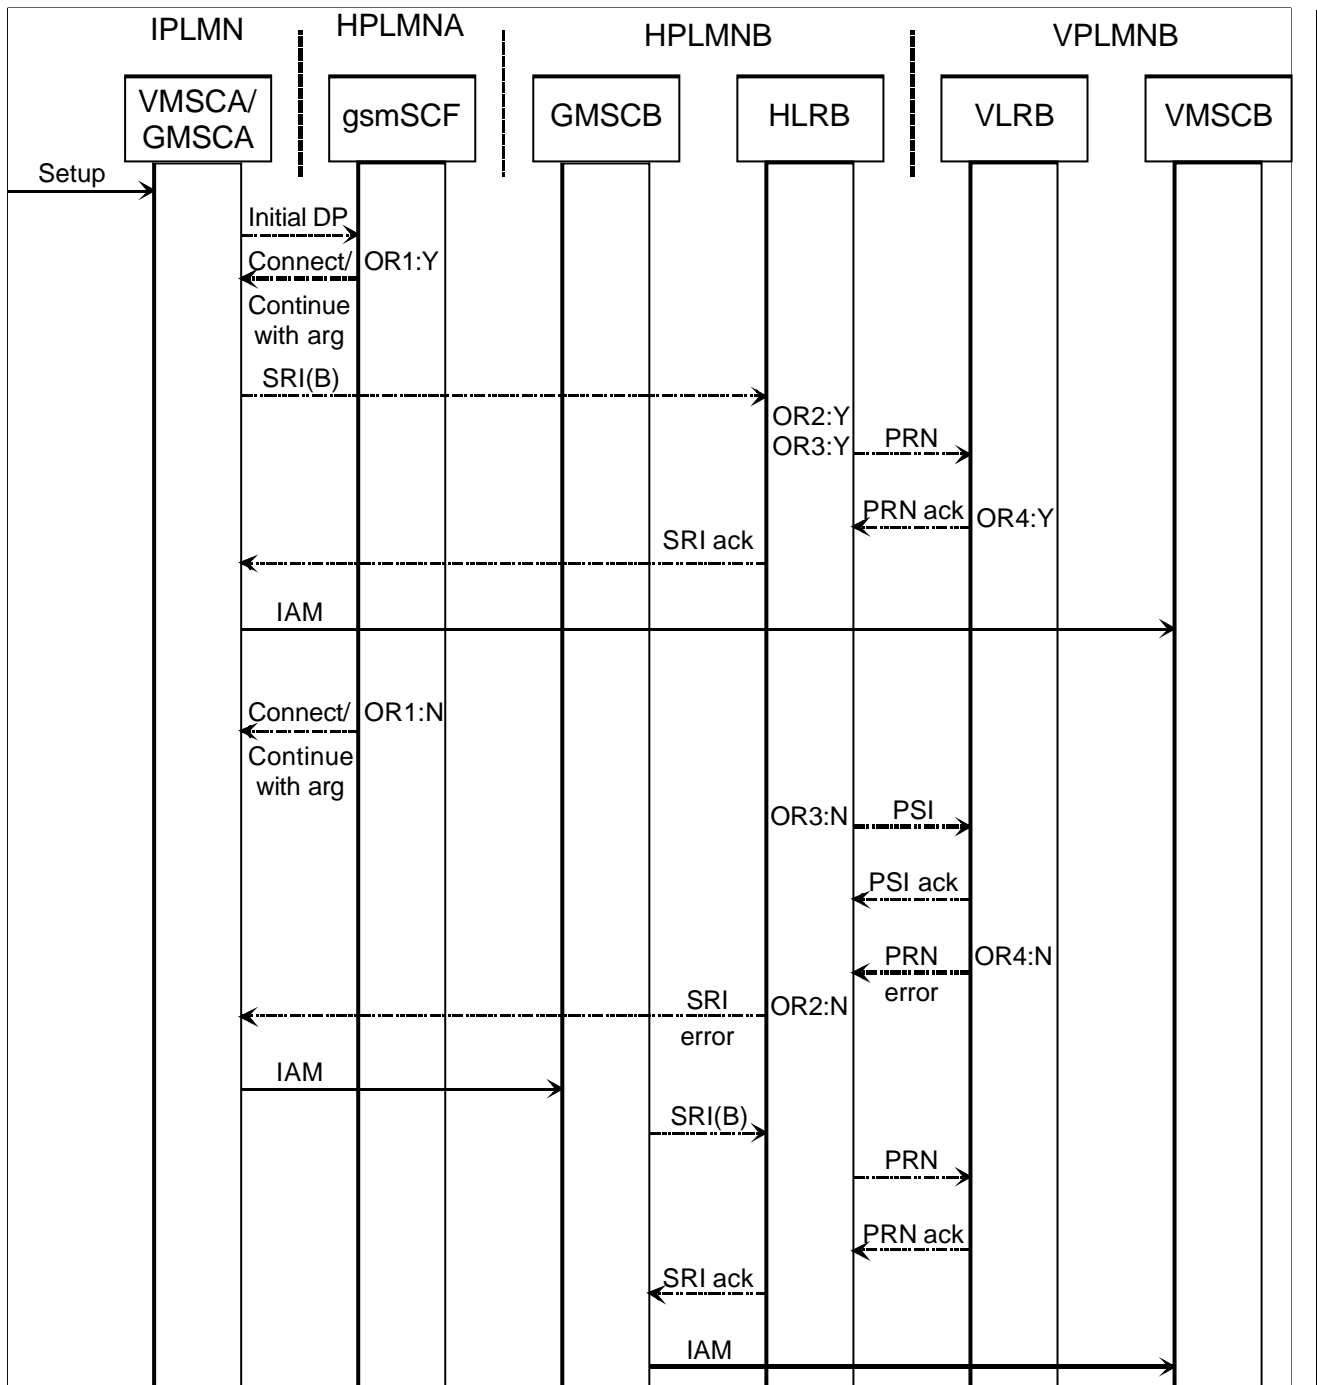 IPLMN HPLMNA HPLMNB VPLMNB
VMSCA/
GMSCA
gsmSCF
GMSCB
HLRB
VLRB
VMSCB
Setup
Initial DP
Connect/ OR1:Y
Continue
with arg
SRI(B)
OR2:Y
OR3:Y PRN
PRN ack OR4:Y
SRI ack
IAM
Connect/ OR1:N
Continue
with arg
OR3:N PSI
PSI ack
PRN OR4:N
error
SRI OR2:N
error
IAM
SRI(B)
PRN
PRN ack
SRI ack
IAM